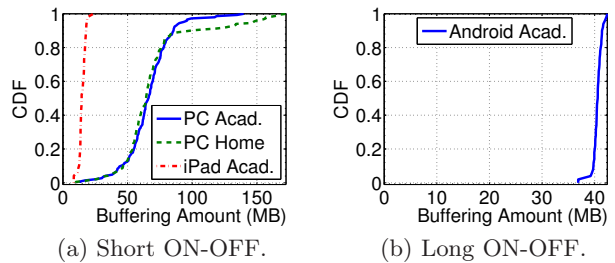 1
0.8
0.6
0.4
0.2
0
CDF
PC Acad.
PC Home
iPad Acad.
0 50 100 150
Buffering Amount (MB)
(a) Short ON-OFF.
1
0.8
0.6
0.4
0.2
0
CDF
Android Acad.
0 10 20 30 40
Buffering Amount (MB)
(b) Long ON-OFF.